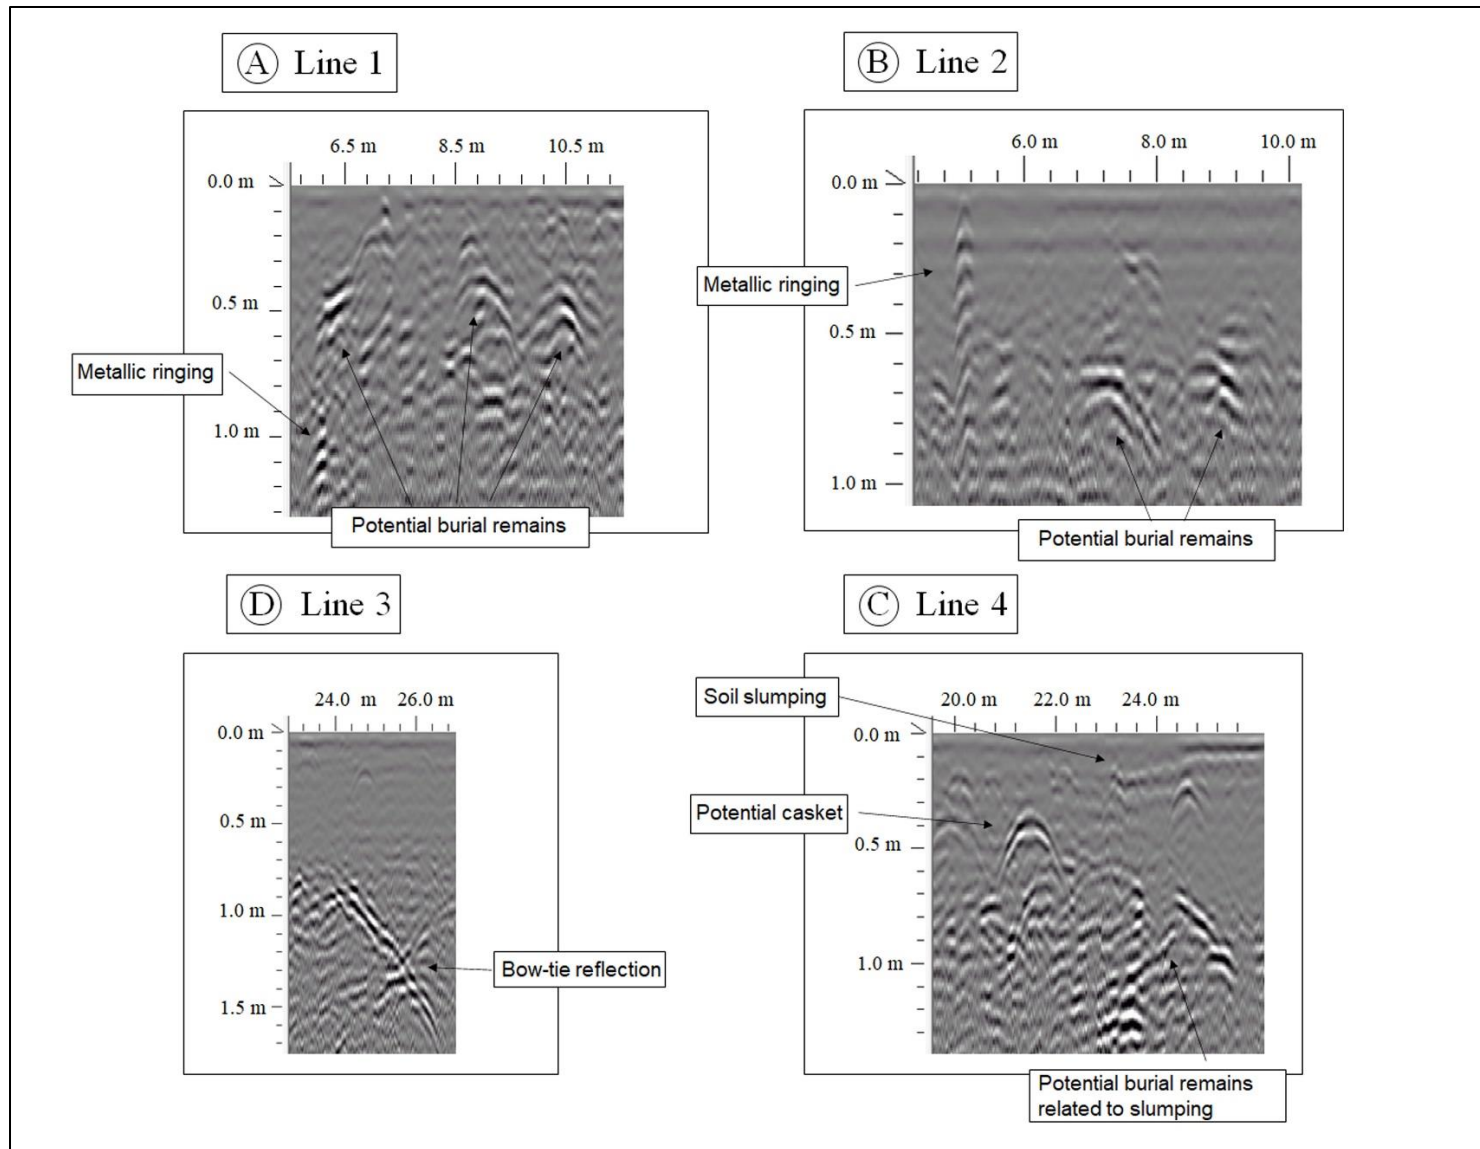 A Line 1
6.5 m 8.5 m 10.5 m
0.0 m
0.5 m
1.0 m
Metallic ringing
Potential burial remains
B Line 2
6.0 m 8.0 m 10.0 m
0.0 m
0.5 m
1.0 m
Metallic ringing
Potential burial remains
D Line 3
24.0 m 26.0 m
0.0 m
0.5 m
1.0 m
1.5 m
Bow-tie reflection
C Line 4
20.0 m 22.0 m 24.0 m
0.0 m
0.5 m
1.0 m
Soil slumping
Potential casket
Potential burial remains
related to slumping